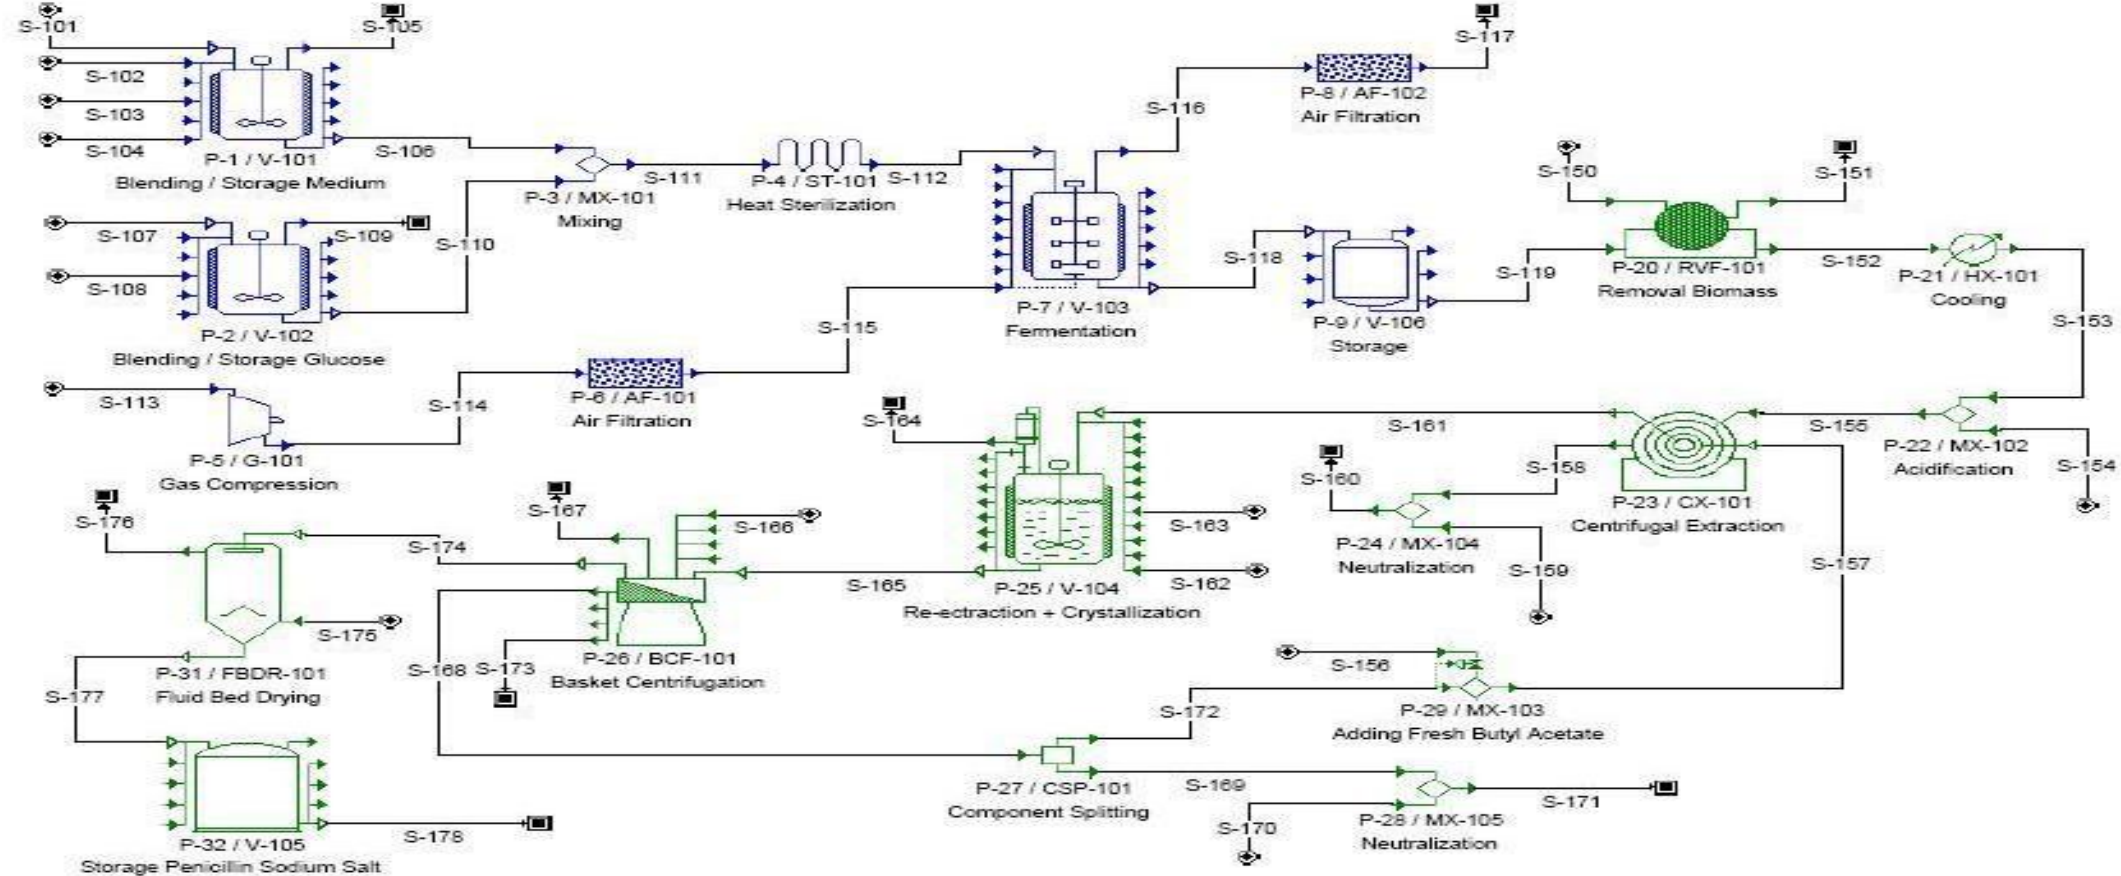 S-101
S-105
S-102
S-103
S-104
P-1 / V-101
Blending / Storage Medium
S-106
S-107
S-109
S-108
S-110
P-2 / V-102
Blending / Storage Glucose
P-3 / MX-101
Mixing
S-111
P-4 / ST-101
Heat Sterilization
S-112
S-113
P-5 / G-101
Gas Compression
S-114
P-6 / AF-101
Air Filtration
S-115
P-7 / V-103
Fermentation
S-116
P-8 / AF-102
Air Filtration
S-117
S-118
P-9 / V-106
Storage
S-119
S-150
S-151
P-20 / RVF-101
Removal Biomass
S-152
P-21 / HX-101
Cooling
S-153
P-22 / MX-102
Acidification
S-154
S-155
P-23 / CX-101
Centrifugal Extraction
S-157
S-158
S-160
P-24 / MX-104
Neutralization
S-159
S-161
S-164
S-163
S-162
P-25 / V-104
Re-ectraction + Crystallization
S-165
S-167
S-166
P-26 / BCF-101
Basket Centrifugation
S-168
S-173
S-174
S-176
S-175
P-31 / FBDR-101
Fluid Bed Drying
S-177
P-32 / V-105
Storage Penicillin Sodium Salt
S-178
S-156
P-29 / MX-103
Adding Fresh Butyl Acetate
S-172
P-27 / CSP-101
Component Splitting
S-169
S-170
P-28 / MX-105
Neutralization
S-171